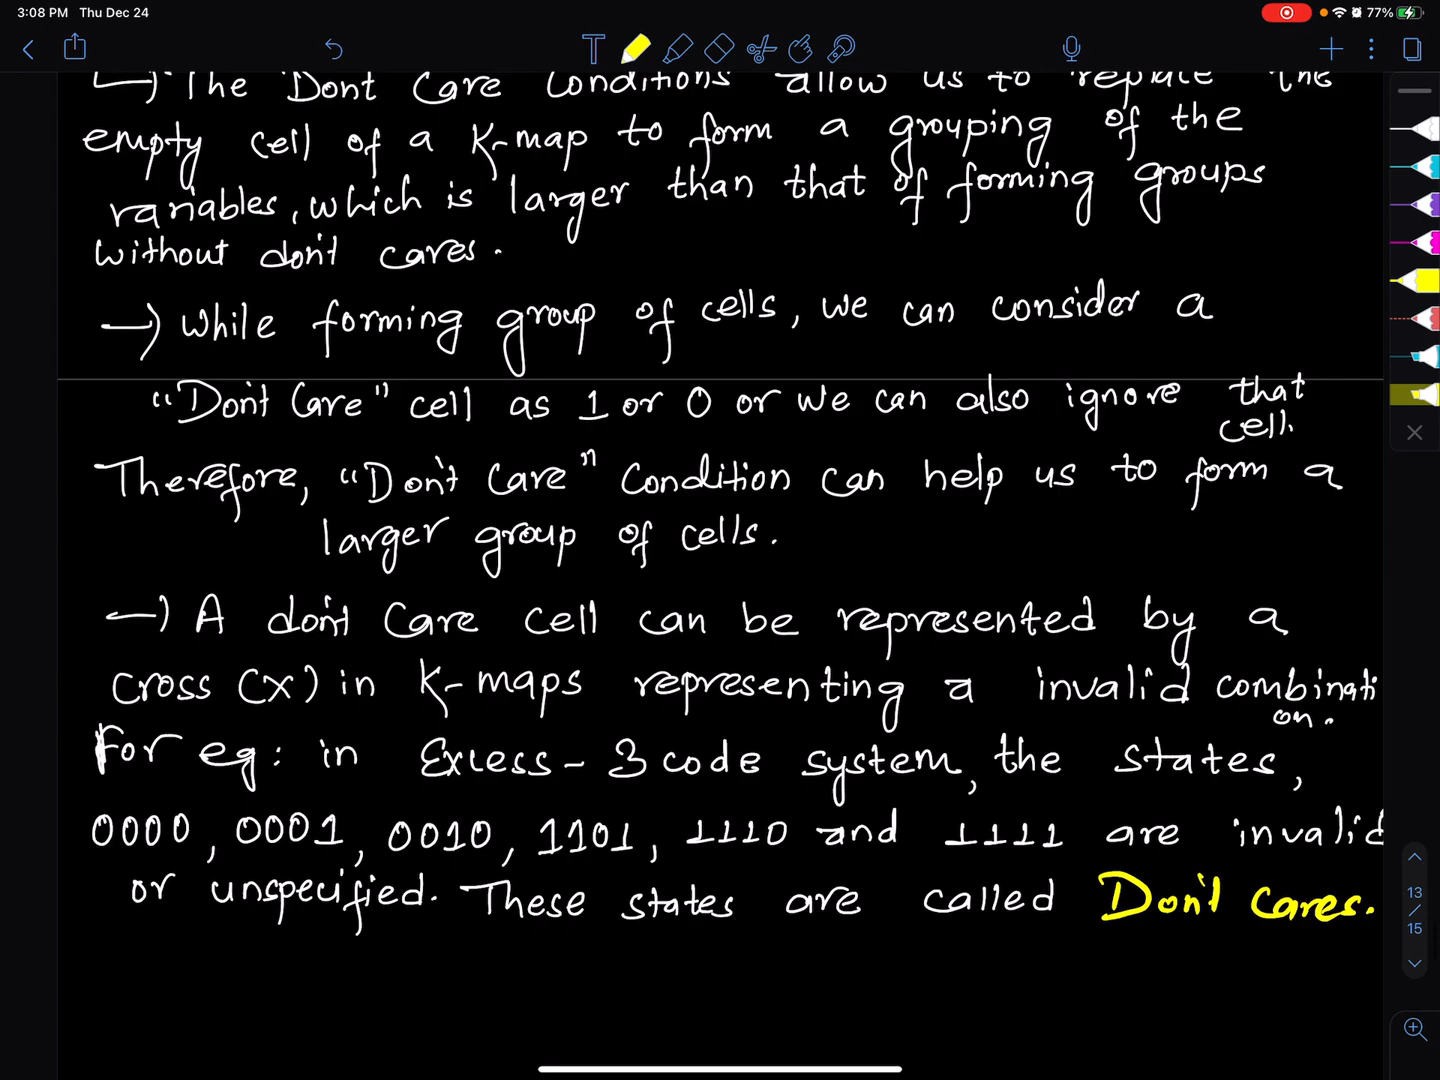 3:08 PM Thu Dec 24
77%
→ The Dont Care Conditions allow us to replace the
empty cell of a K-map to form a grouping of the
variables, which is larger than that of forming groups
without don't cares.
→ While forming group of cells, we can consider a
"Don't Care" cell as 1 or 0 or we can also ignore that
cell.
Therefore, "Don't Care" Condition can help us to form a
larger group of cells.
→ A don't Care cell can be represented by a
cross (X) in K-maps representing a invalid combinati
on.
For eg: in Excess-3 code system, the states,
0000, 0001, 0010, 1101, 1110 and 1111 are invalid
or unspecified. These states are called Don't Cares.
13
/
15